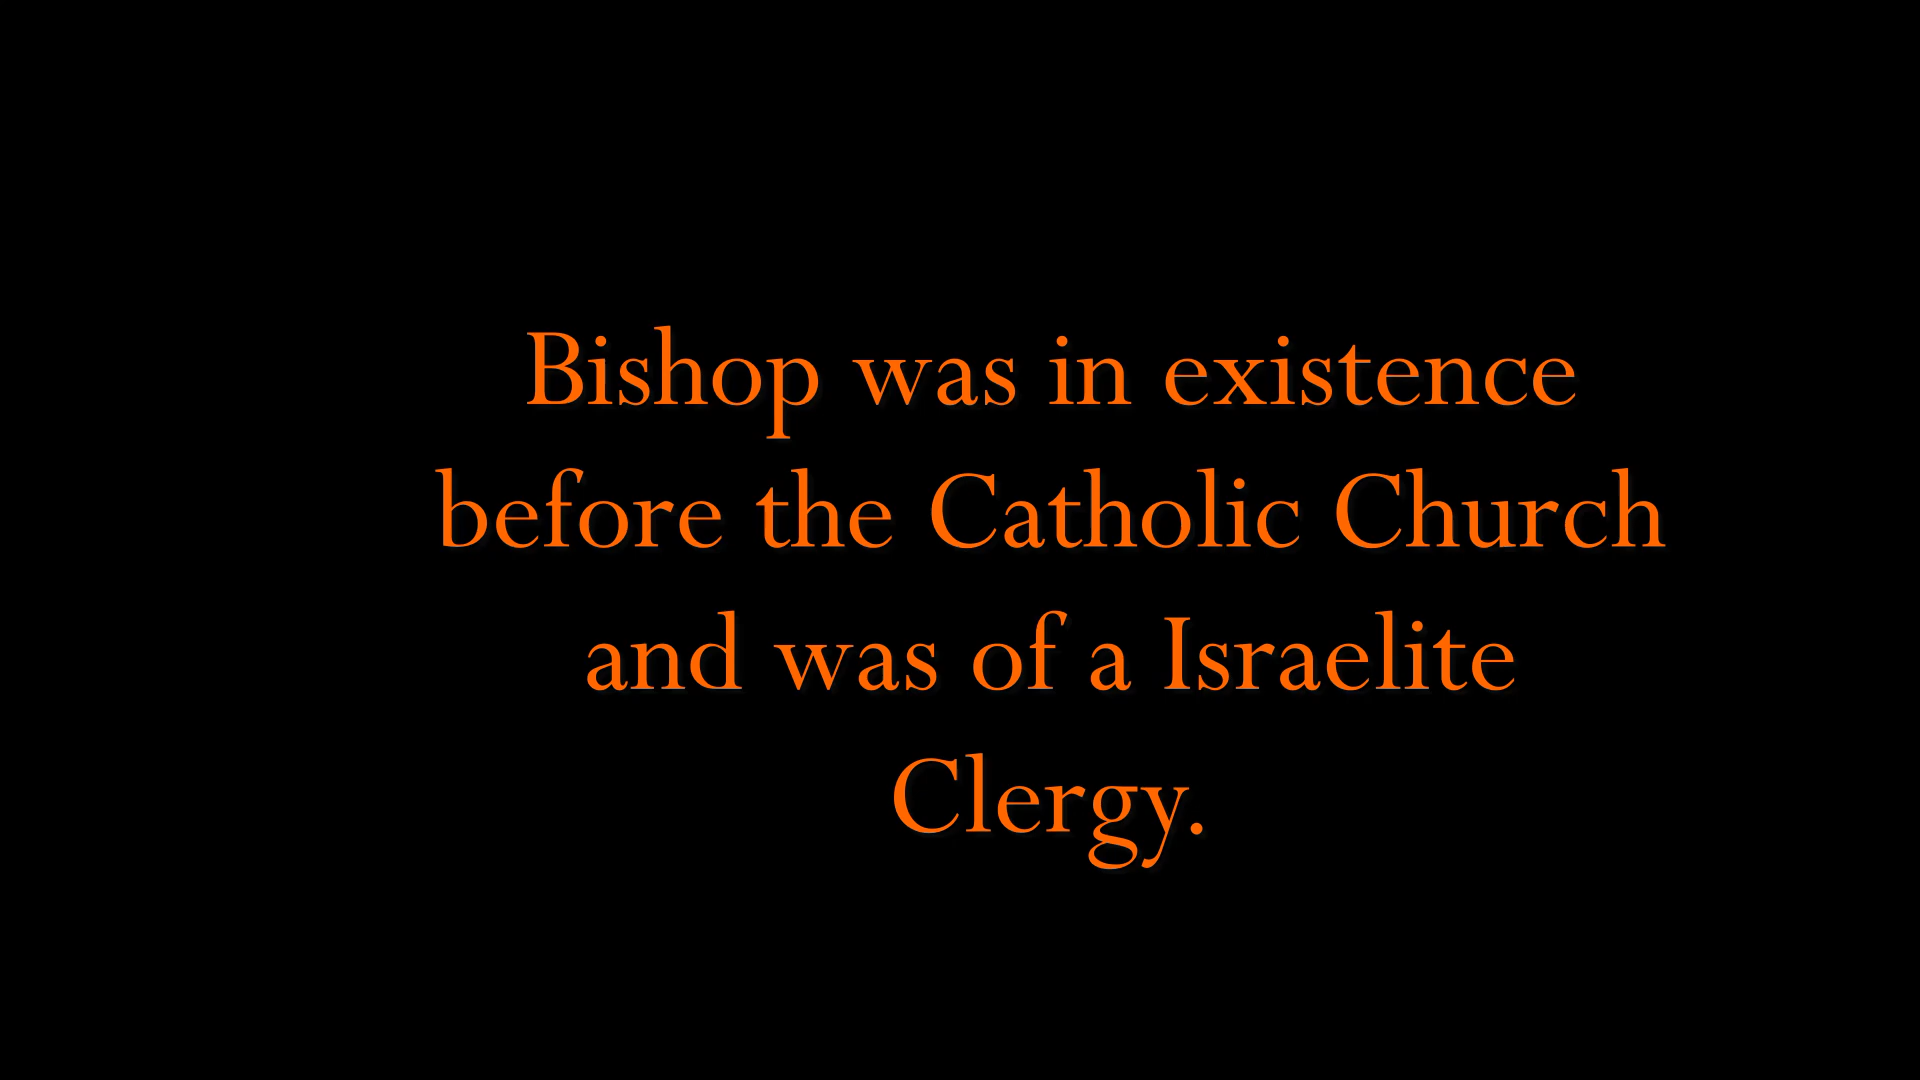 Bishop was in existence
before the Catholic Church
and was of a Israelite
Clergy.